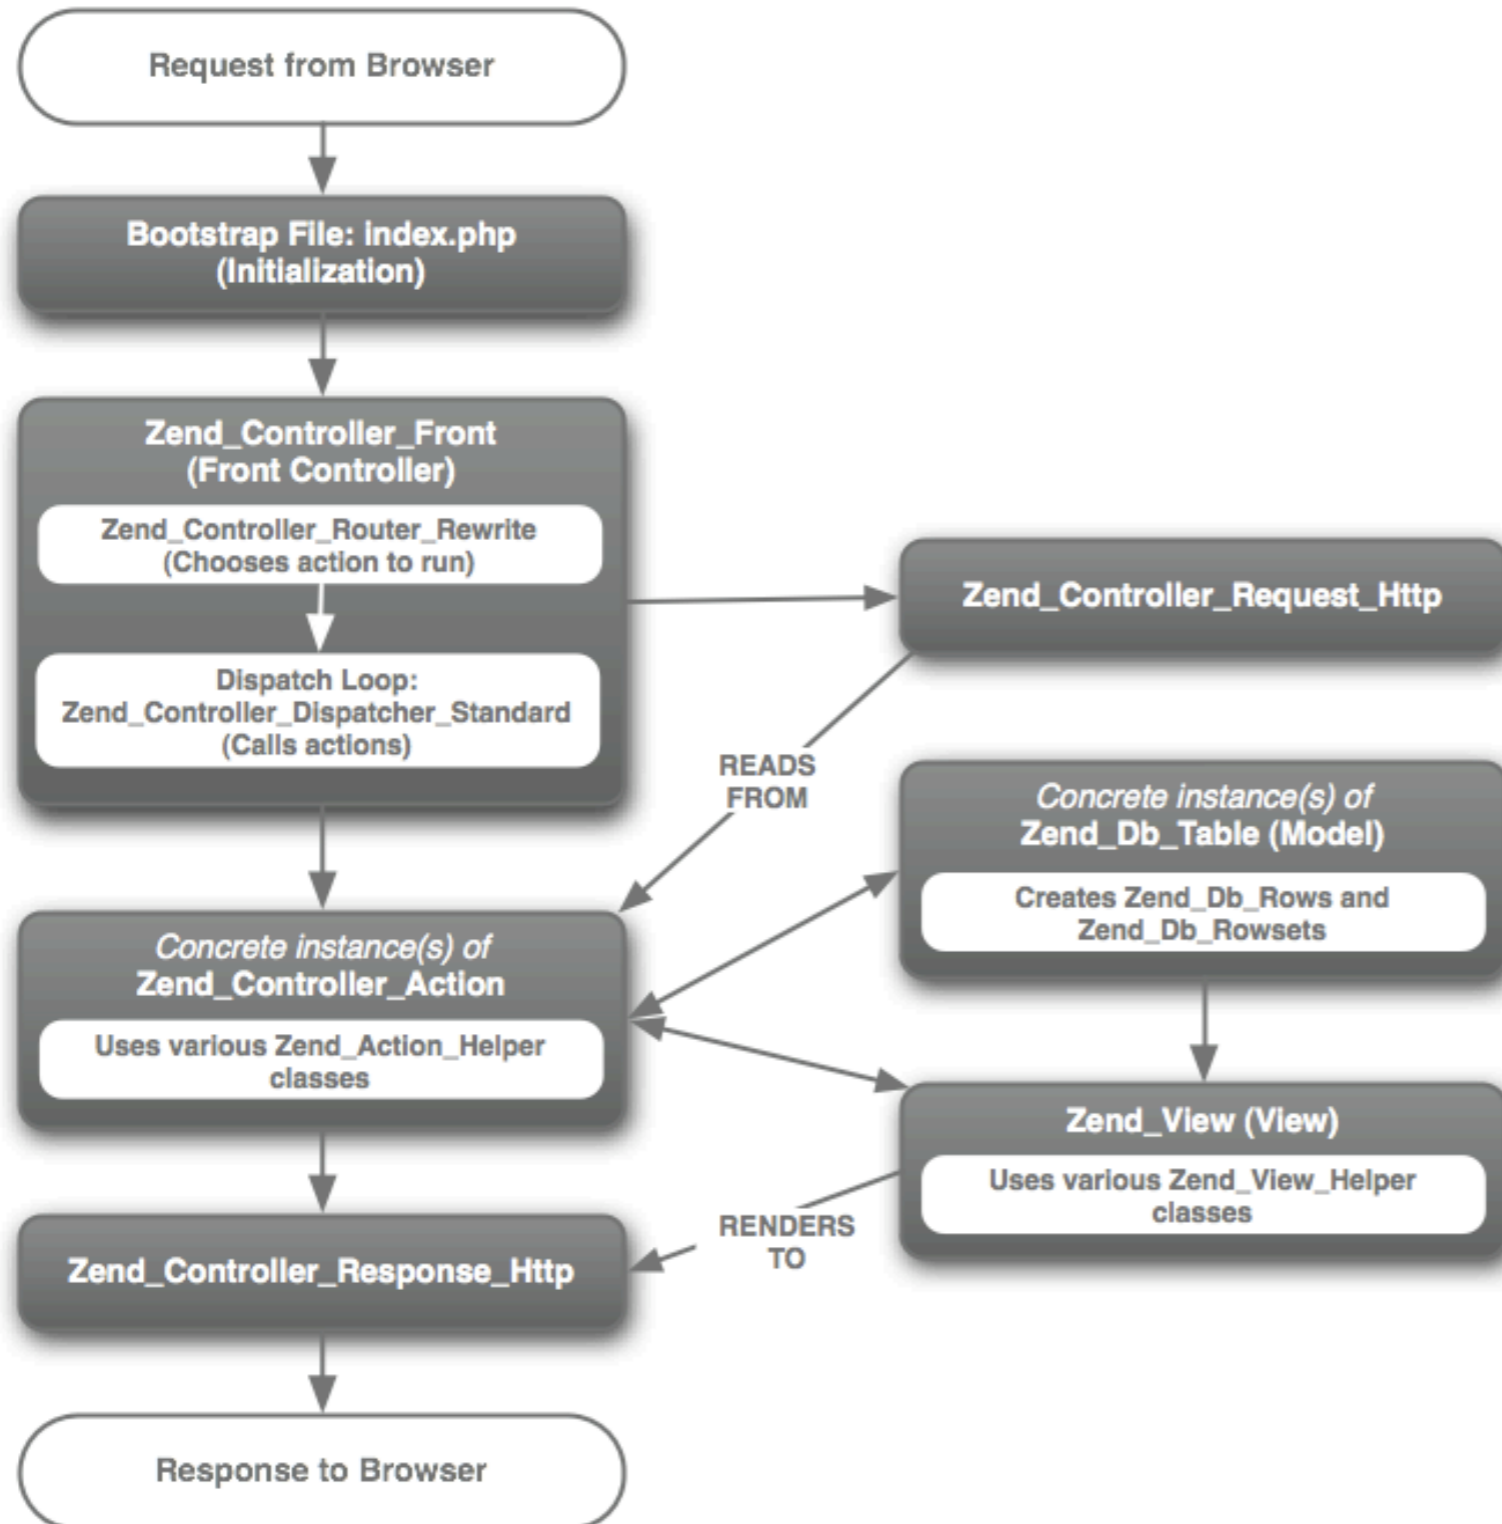 Request from Browser
Bootstrap File: index.php
(Initialization)
Zend_Controller_Front
(Front Controller)
Zend_Controller_Router_Rewrite
(Chooses action to run)
Dispatch Loop:
Zend_Controller_Dispatcher_Standard
(Calls actions)
Zend_Controller_Request_Http
READS
FROM
Concrete instance(s) of
Zend_Db_Table (Model)
Creates Zend_Db_Rows and
Zend_Db_Rowsets
Concrete instance(s) of
Zend_Controller_Action
Uses various Zend_Action_Helper
classes
Zend_View (View)
Uses various Zend_View_Helper
classes
RENDERS
TO
Zend_Controller_Response_Http
Response to Browser